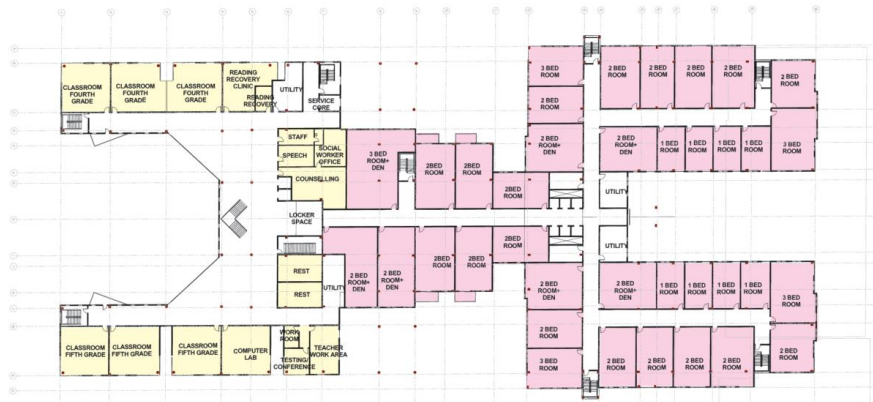 CLASSROOM
FOURTH
GRADE
CLASSROOM
FOURTH
GRADE
CLASSROOM
FOURTH
GRADE
READING
RECOVERY
CLINIC
READING
RECOVERY
UTILITY
SERVICE
CORE
3 BED
ROOM
2 BED
ROOM
2 BED
ROOM+
DEN
2 BED
ROOM
2 BED
ROOM
2 BED
ROOM
2 BED
ROOM
2 BED
ROOM
STAFF
SPEECH
SOCIAL
WORKER
OFFICE
COUNSELLING
3 BED
ROOM+
DEN
2BED
ROOM
2BED
ROOM
2BED
ROOM
2 BED
ROOM+
DEN
1 BED
ROOM
1 BED
ROOM
1 BED
ROOM
1 BED
ROOM
3 BED
ROOM
UTILITY
LOCKER
SPACE
UTILITY
REST
REST
UTILITY
2 BED
ROOM+
DEN
2 BED
ROOM+
DEN
2BED
ROOM
2BED
ROOM
2BED
ROOM
2 BED
ROOM+
DEN
2 BED
ROOM+
DEN
1 BED
ROOM
1 BED
ROOM
1 BED
ROOM
1 BED
ROOM
3 BED
ROOM
CLASSROOM
FIFTH GRADE
CLASSROOM
FIFTH GRADE
CLASSROOM
FIFTH GRADE
COMPUTER
LAB
WORK
ROOM
TESTING/
CONFERENCE
TEACHER
WORK AREA
2 BED
ROOM
3 BED
ROOM
2 BED
ROOM
2 BED
ROOM
2 BED
ROOM
2 BED
ROOM
2 BED
ROOM